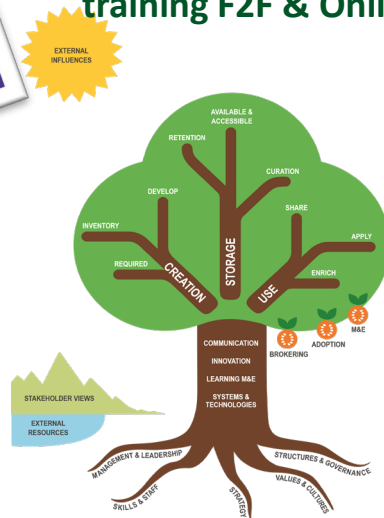 training F2F & Onli
EXTERNAL
INFLUENCES
AVAILABLE &
ACCESSIBLE
RETENTION
CURATION
DEVELOP
SHARE
INVENTORY
APPLY
REQUIRED
ENRICH
CREATION
STORAGE
USE
M&E
ADOPTION
BROKERING
COMMUNICATION
INNOVATION
LEARNING M&E
SYSTEMS &
TECHNOLOGIES
STAKEHOLDER VIEWS
EXTERNAL
RESOURCES
MANAGEMENT & LEADERSHIP
SKILLS & STAFF
STRATEGY
VALUES & CULTURES
STRUCTURES & GOVERNANCE